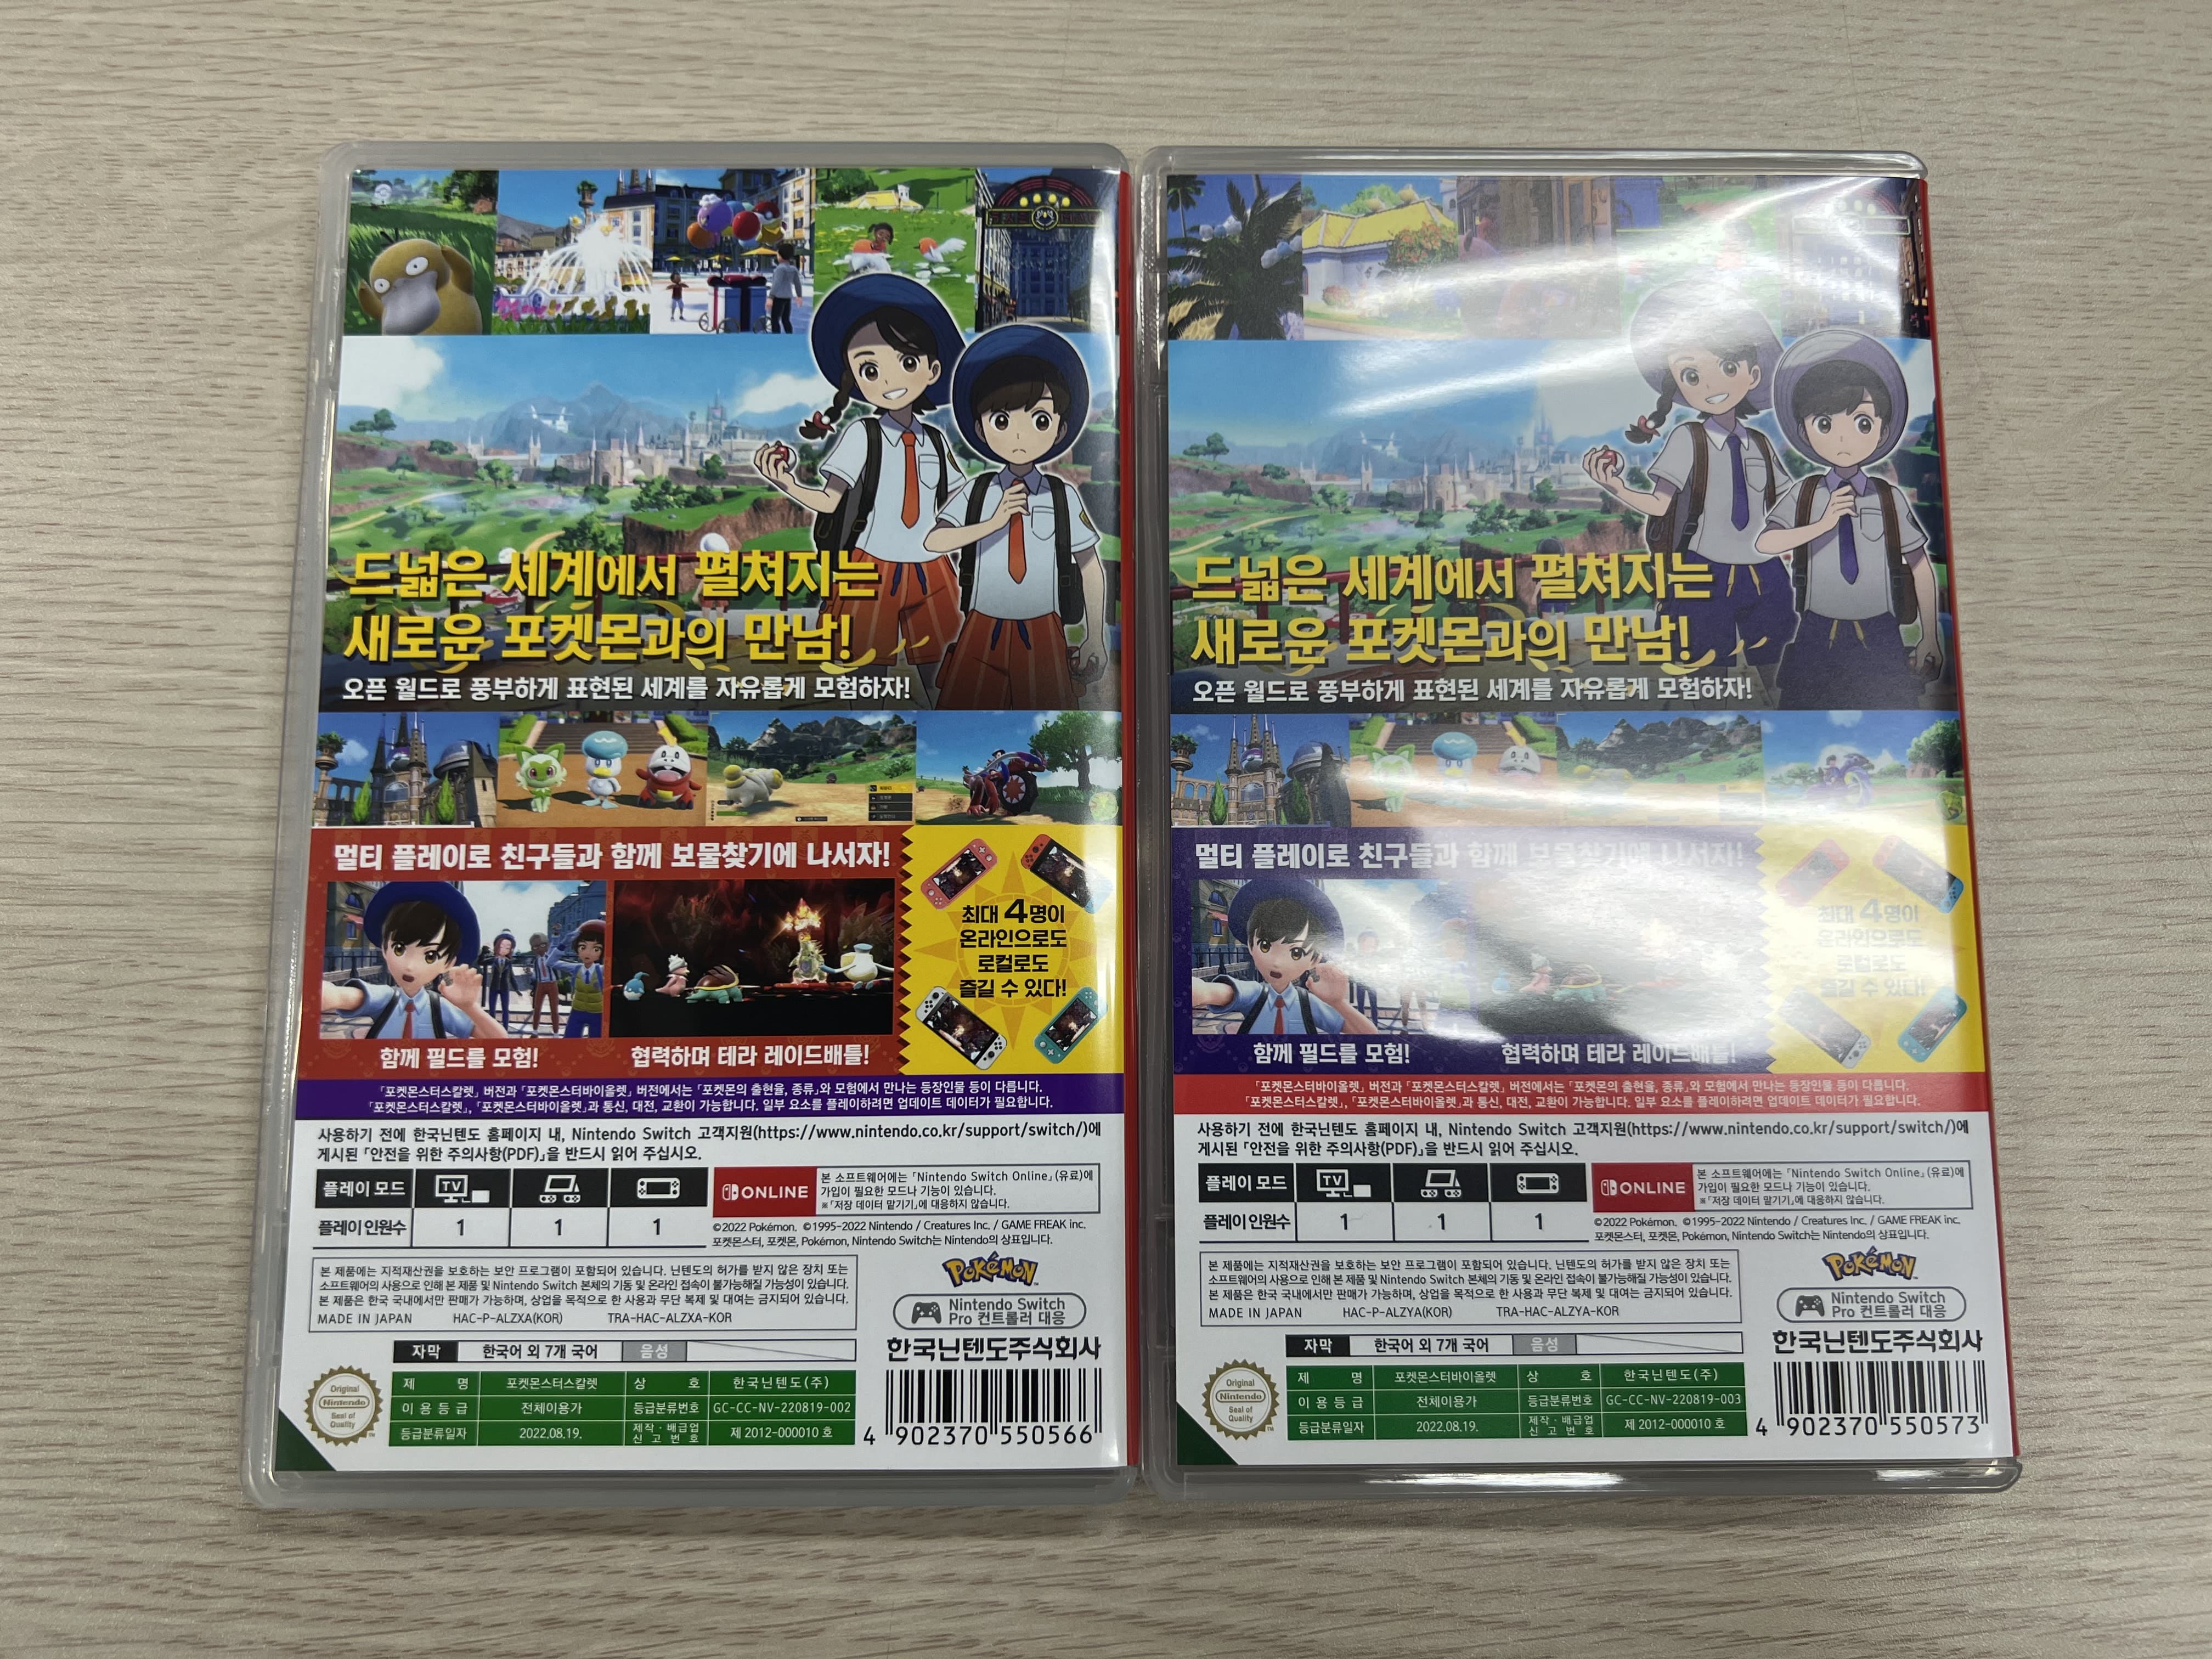 드넓은 세계에서 펼쳐지는
새로운 포켓몬과의 만남!
오픈 월드로 풍부하게 표현된 세계를 자유롭게 모험하자!
멀티 플레이로 친구들과 함께 보물찾기에 나서자!
최대 4명이
온라인으로도
로컬로도
즐길 수 있다!
함께 필드를 모험!
협력하며 테라 레이드배틀!
「포켓몬스터스칼렛」 버전과 「포켓몬스터바이올렛」 버전에서는 「포켓몬의 출현율, 종류」와 모험에서 만나는 등장인물 등이 다릅니다.
「포켓몬스터스칼렛」, 「포켓몬스터바이올렛」과 통신, 대전, 교환이 가능합니다. 일부 요소를 플레이하려면 업데이트 데이터가 필요합니다.
사용하기 전에 한국닌텐도 홈페이지 내, Nintendo Switch 고객지원(https://www.nintendo.co.kr/support/switch/)에
게시된 「안전을 위한 주의사항(PDF)」을 반드시 읽어 주십시오.
플레이 모드
TV
플레이 인원수
1
1
1
ONLINE
본 소프트웨어에는 「Nintendo Switch Online」(유료)에
가입이 필요한 모드나 기능이 있습니다.
※「저장 데이터 맡기기」에 대응하지 않습니다.
©2022 Pokémon. ©1995-2022 Nintendo / Creatures Inc. / GAME FREAK inc.
포켓몬스터, 포켓몬, Pokémon, Nintendo Switch는 Nintendo의 상표입니다.
본 제품에는 지적재산권을 보호하는 보안 프로그램이 포함되어 있습니다. 닌텐도의 허가를 받지 않은 장치 또는
소프트웨어의 사용으로 인해 본 제품 및 Nintendo Switch 본체의 기동 및 온라인 접속이 불가능해질 가능성이 있습니다.
본 제품은 한국 국내에서만 판매가 가능하며, 상업을 목적으로 한 사용과 무단 복제 및 대여는 금지되어 있습니다.
MADE IN JAPAN HAC-P-ALZXA(KOR) TRA-HAC-ALZXA-KOR
POKéMON
Nintendo Switch
Pro 컨트롤러 대응
한국닌텐도주식회사
자막 한국어 외 7개 국어 음성
Original
Nintendo
Seal of
Quality
제 명 포켓몬스터스칼렛 상 호 한국닌텐도(주)
이용등급 전체이용가 등급분류번호 GC-CC-NV-220819-002
등급분류일자 2022.08.19. 제작·배급업 신고번호 제 2012-000010 호
4 902370 550566
드넓은 세계에서 펼쳐지는
새로운 포켓몬과의 만남!
오픈 월드로 풍부하게 표현된 세계를 자유롭게 모험하자!
멀티 플레이로 친구들과 함께 보물찾기에 나서자!
최대 4명이
온라인으로도
로컬로도
즐길 수 있다!
함께 필드를 모험!
협력하며 테라 레이드배틀!
「포켓몬스터바이올렛」 버전과 「포켓몬스터스칼렛」 버전에서는 「포켓몬의 출현율, 종류」와 모험에서 만나는 등장인물 등이 다릅니다.
「포켓몬스터스칼렛」, 「포켓몬스터바이올렛」과 통신, 대전, 교환이 가능합니다. 일부 요소를 플레이하려면 업데이트 데이터가 필요합니다.
사용하기 전에 한국닌텐도 홈페이지 내, Nintendo Switch 고객지원(https://www.nintendo.co.kr/support/switch/)에
게시된 「안전을 위한 주의사항(PDF)」을 반드시 읽어 주십시오.
플레이 모드
TV
플레이 인원수
1
1
1
ONLINE
본 소프트웨어에는 「Nintendo Switch Online」(유료)에
가입이 필요한 모드나 기능이 있습니다.
※「저장 데이터 맡기기」에 대응하지 않습니다.
©2022 Pokémon. ©1995-2022 Nintendo / Creatures Inc. / GAME FREAK inc.
포켓몬스터, 포켓몬, Pokémon, Nintendo Switch는 Nintendo의 상표입니다.
본 제품에는 지적재산권을 보호하는 보안 프로그램이 포함되어 있습니다. 닌텐도의 허가를 받지 않은 장치 또는
소프트웨어의 사용으로 인해 본 제품 및 Nintendo Switch 본체의 기동 및 온라인 접속이 불가능해질 가능성이 있습니다.
본 제품은 한국 국내에서만 판매가 가능하며, 상업을 목적으로 한 사용과 무단 복제 및 대여는 금지되어 있습니다.
MADE IN JAPAN HAC-P-ALZYA(KOR) TRA-HAC-ALZYA-KOR
POKéMON
Nintendo Switch
Pro 컨트롤러 대응
한국닌텐도주식회사
자막 한국어 외 7개 국어 음성
Original
Nintendo
Seal of
Quality
제 명 포켓몬스터바이올렛 상 호 한국닌텐도(주)
이용등급 전체이용가 등급분류번호 GC-CC-NV-220819-003
등급분류일자 2022.08.19. 제작·배급업 신고번호 제 2012-000010 호
4 902370 550573